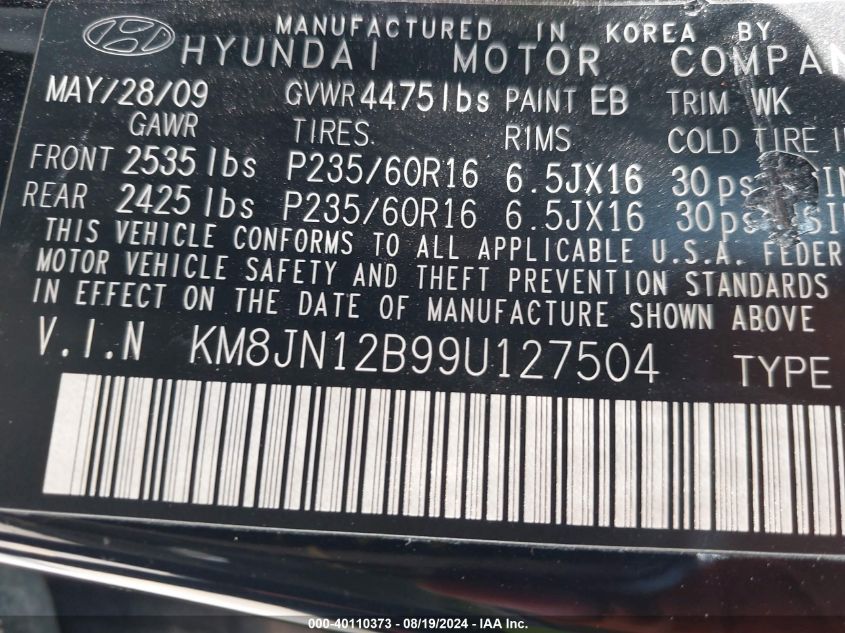 MANUFACTURED IN KOREA BY
HYUNDAI MOTOR COMPAN
MAY/28/09 GVWR 4475lbs PAINT EB TRIM WK
GAWR TIRES RIMS COLD TIRE
FRONT 2535 lbs P235/60R16 6.5JX16 30
REAR 2425 lbs P235/60R16 6.5JX16 30
THIS VEHICLE CONFORMS TO ALL APPLICABLE U.S.A. FEDER
MOTOR VEHICLE SAFETY AND THEFT PREVENTION STANDARDS
IN EFFECT ON THE DATE OF MANUFACTURE SHOWN ABOVE
V.I.N KM8JN12B99U127504 TYPE
000-40110373 - 08/19/2024 - IAA, Inc.